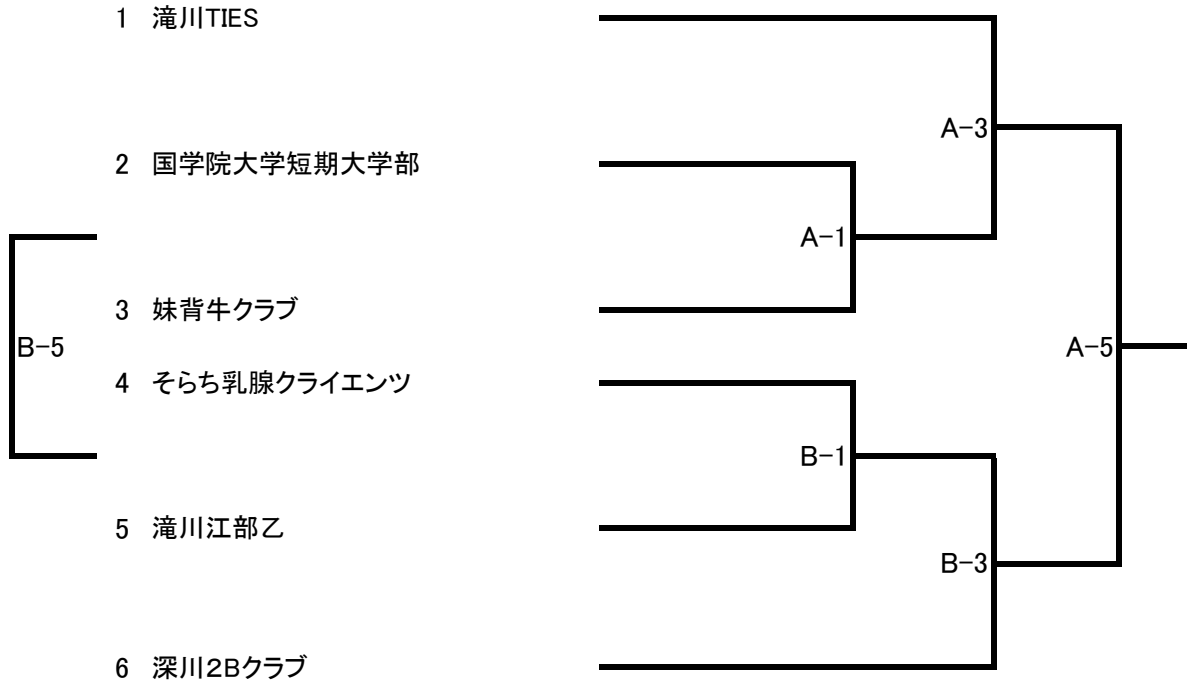 1 滝川TIES
A-3
2 国学院大学短期大学部
A-1
3 妹背牛クラブ
B-5
A-5
4 そらち乳腺クライエンツ
B-1
5 滝川江部乙
B-3
6 深川2Bクラブ